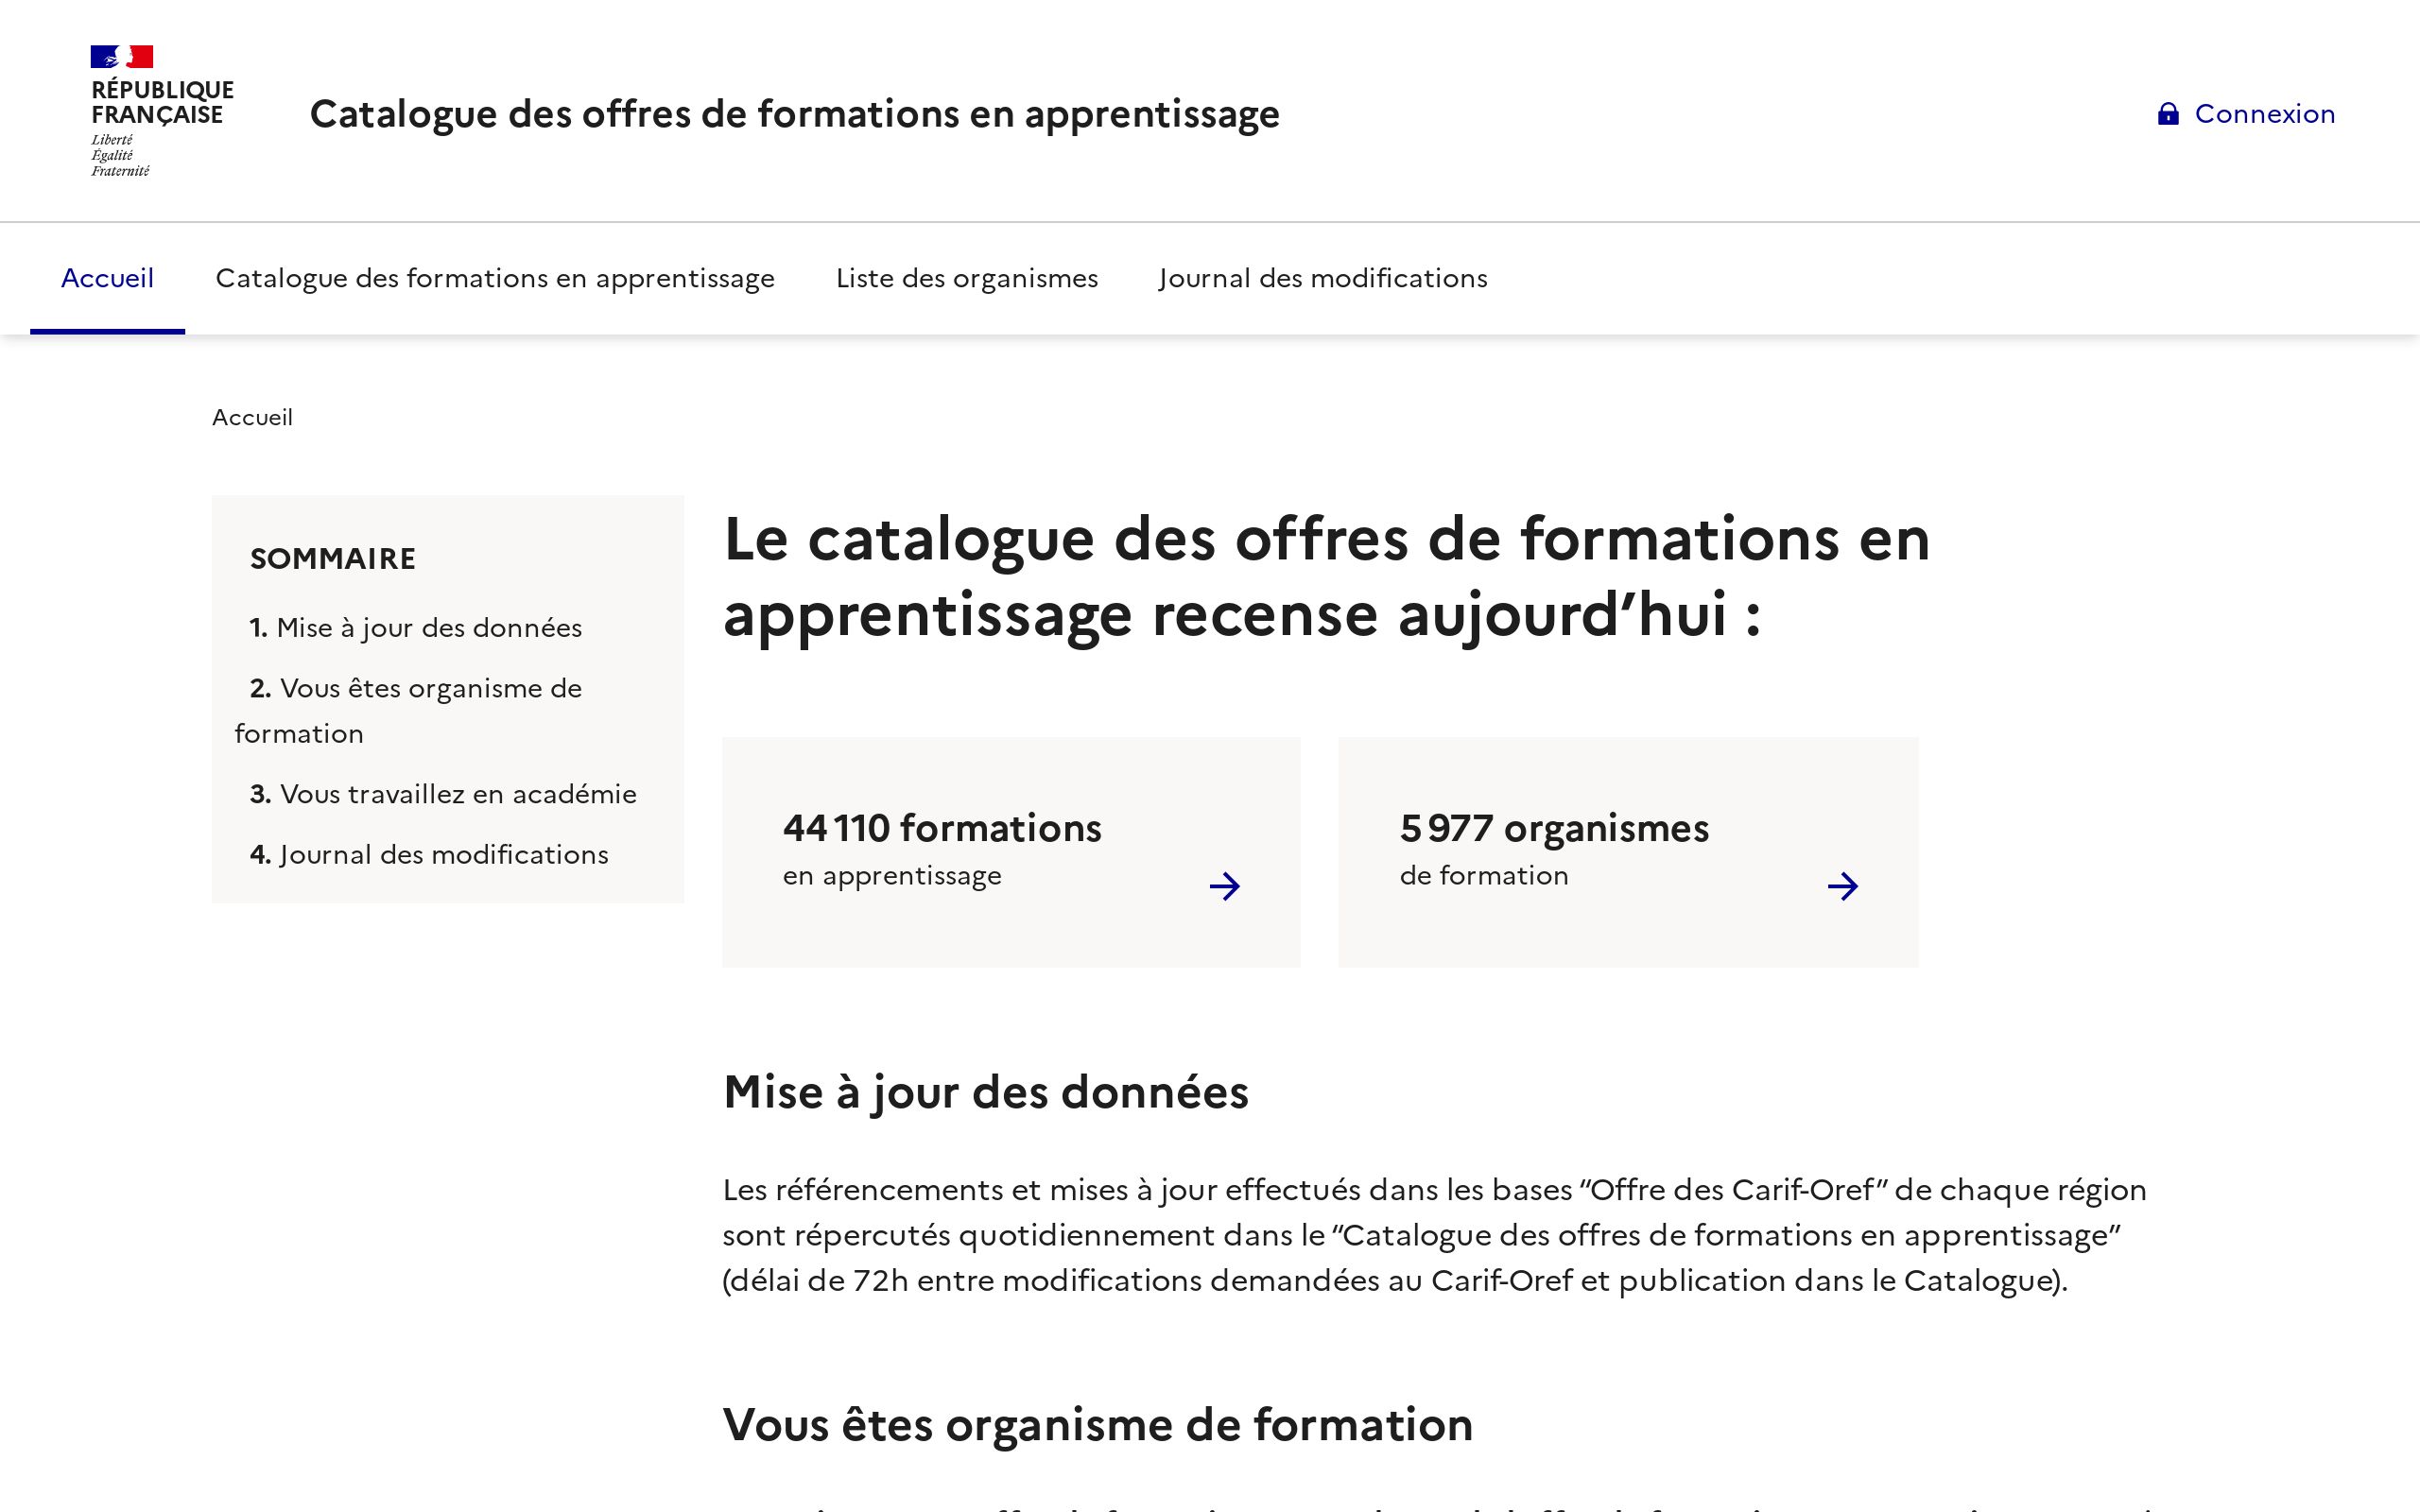 RÉPUBLIQUE
FRANÇAISE
Liberté
Égalité
Fraternité
Catalogue des offres de formations en apprentissage
Connexion
Accueil
Catalogue des formations en apprentissage
Liste des organismes
Journal des modifications
Accueil
SOMMAIRE
1. Mise à jour des données
2. Vous êtes organisme de
formation
3. Vous travaillez en académie
4. Journal des modifications
Le catalogue des offres de formations en
apprentissage recense aujourd’hui :
44 110 formations
en apprentissage
5 977 organismes
de formation
Mise à jour des données
Les référencements et mises à jour effectués dans les bases “Offre des Carif-Oref” de chaque région
sont répercutés quotidiennement dans le “Catalogue des offres de formations en apprentissage”
(délai de 72h entre modifications demandées au Carif-Oref et publication dans le Catalogue).
Vous êtes organisme de formation